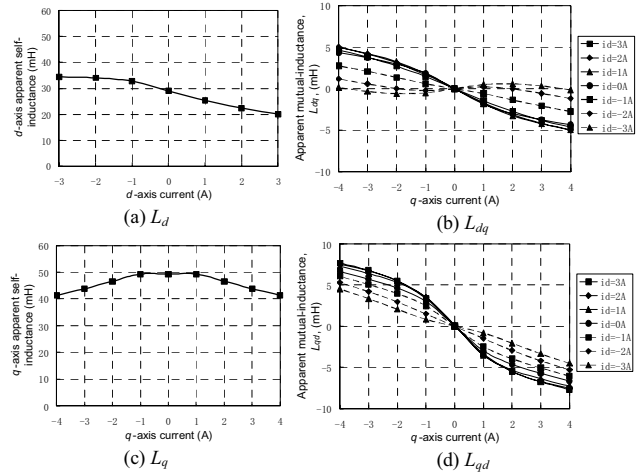 d-axis apparent self-inductance (mH)
60
50
40
30
20
10
0
-3 -2 -1 0 1 2 3
d-axis current (A)
(a) Ld
Apparent mutual-inductance, Ldq, (mH)
10
5
0
-5
-10
-4 -3 -2 -1 0 1 2 3 4
q-axis current (A)
id=3A
id=2A
id=1A
id=0A
id=-1A
id=-2A
id=-3A
(b) Ldq
q-axis apparent self-inductance (mH)
60
50
40
30
20
10
0
-4 -3 -2 -1 0 1 2 3 4
q-axis current (A)
(c) Lq
Apparent mutual-inductance, Lqd, (mH)
10
5
0
-5
-10
-4 -3 -2 -1 0 1 2 3 4
q-axis current (A)
id=3A
id=2A
id=1A
id=0A
id=-1A
id=-2A
id=-3A
(d) Lqd